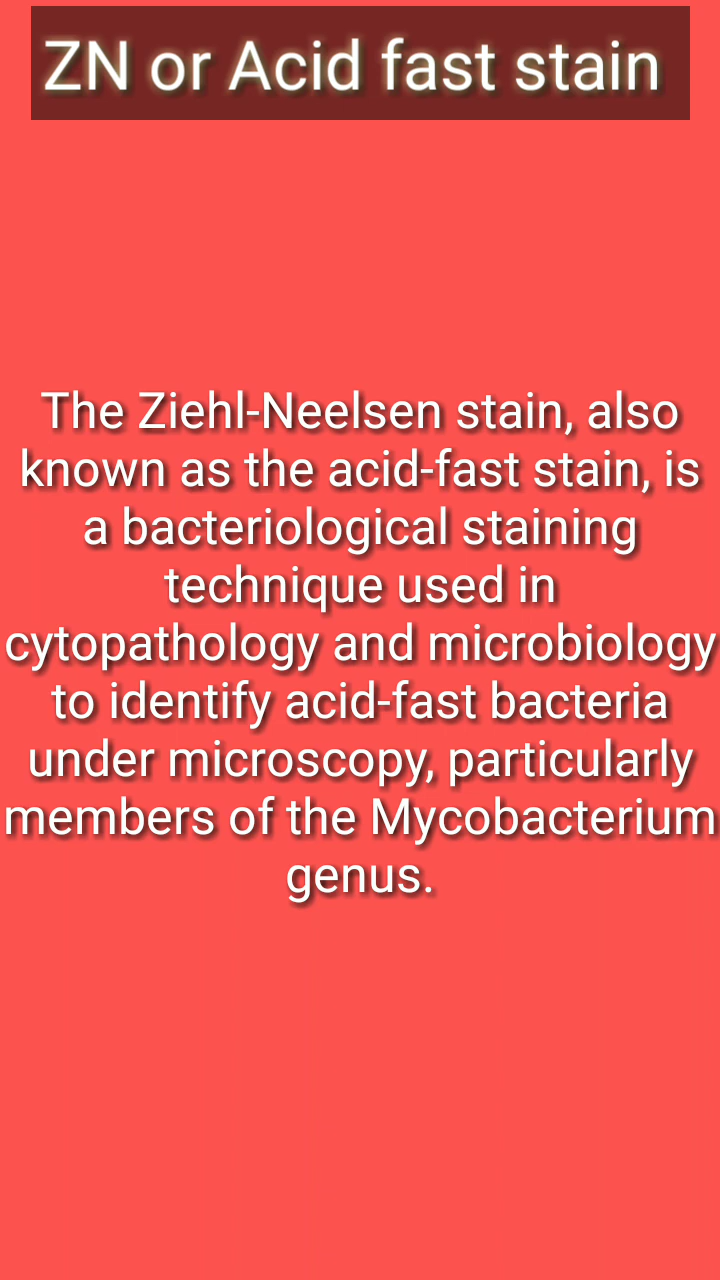 ZN or Acid fast stain
The Ziehl-Neelsen stain, also
known as the acid-fast stain, is
a bacteriological staining
technique used in
cytopathology and microbiology
to identify acid-fast bacteria
under microscopy, particularly
members of the Mycobacterium
genus.